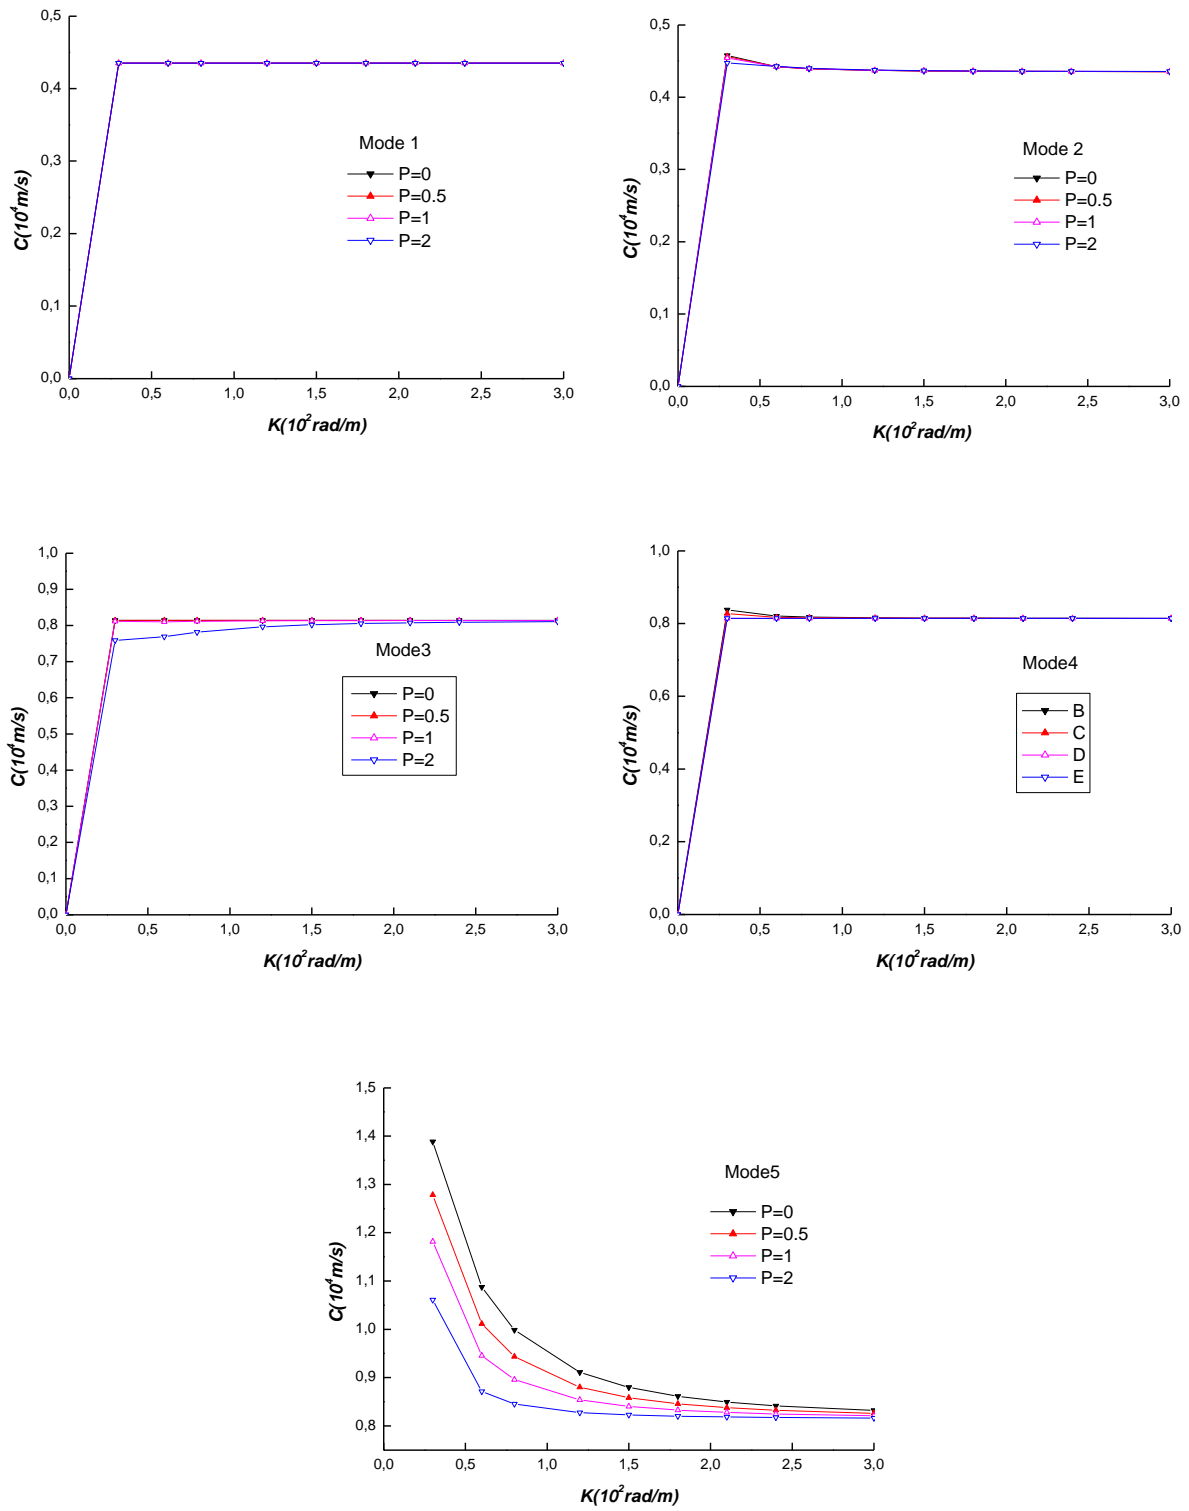 0,5
0,4
0,3
0,2
0,1
0,0
C(10⁴m/s)
Mode 1
P=0
P=0.5
P=1
P=2
0,0 0,5 1,0 1,5 2,0 2,5 3,0
K(10²rad/m)
0,5
0,4
0,3
0,2
0,1
0,0
C(10⁴m/s)
Mode 2
P=0
P=0.5
P=1
P=2
0,0 0,5 1,0 1,5 2,0 2,5 3,0
K(10²rad/m)
1,0
0,9
0,8
0,7
0,6
0,5
0,4
0,3
0,2
0,1
0,0
C(10⁴m/s)
Mode3
P=0
P=0.5
P=1
P=2
0,0 0,5 1,0 1,5 2,0 2,5 3,0
K(10²rad/m)
1,0
0,8
0,6
0,4
0,2
0,0
C(10⁴m/s)
Mode4
B
C
D
E
0,0 0,5 1,0 1,5 2,0 2,5 3,0
K(10²rad/m)
1,5
1,4
1,3
1,2
1,1
1,0
0,9
0,8
C(10⁴m/s)
Mode5
P=0
P=0.5
P=1
P=2
0,0 0,5 1,0 1,5 2,0 2,5 3,0
K(10²rad/m)